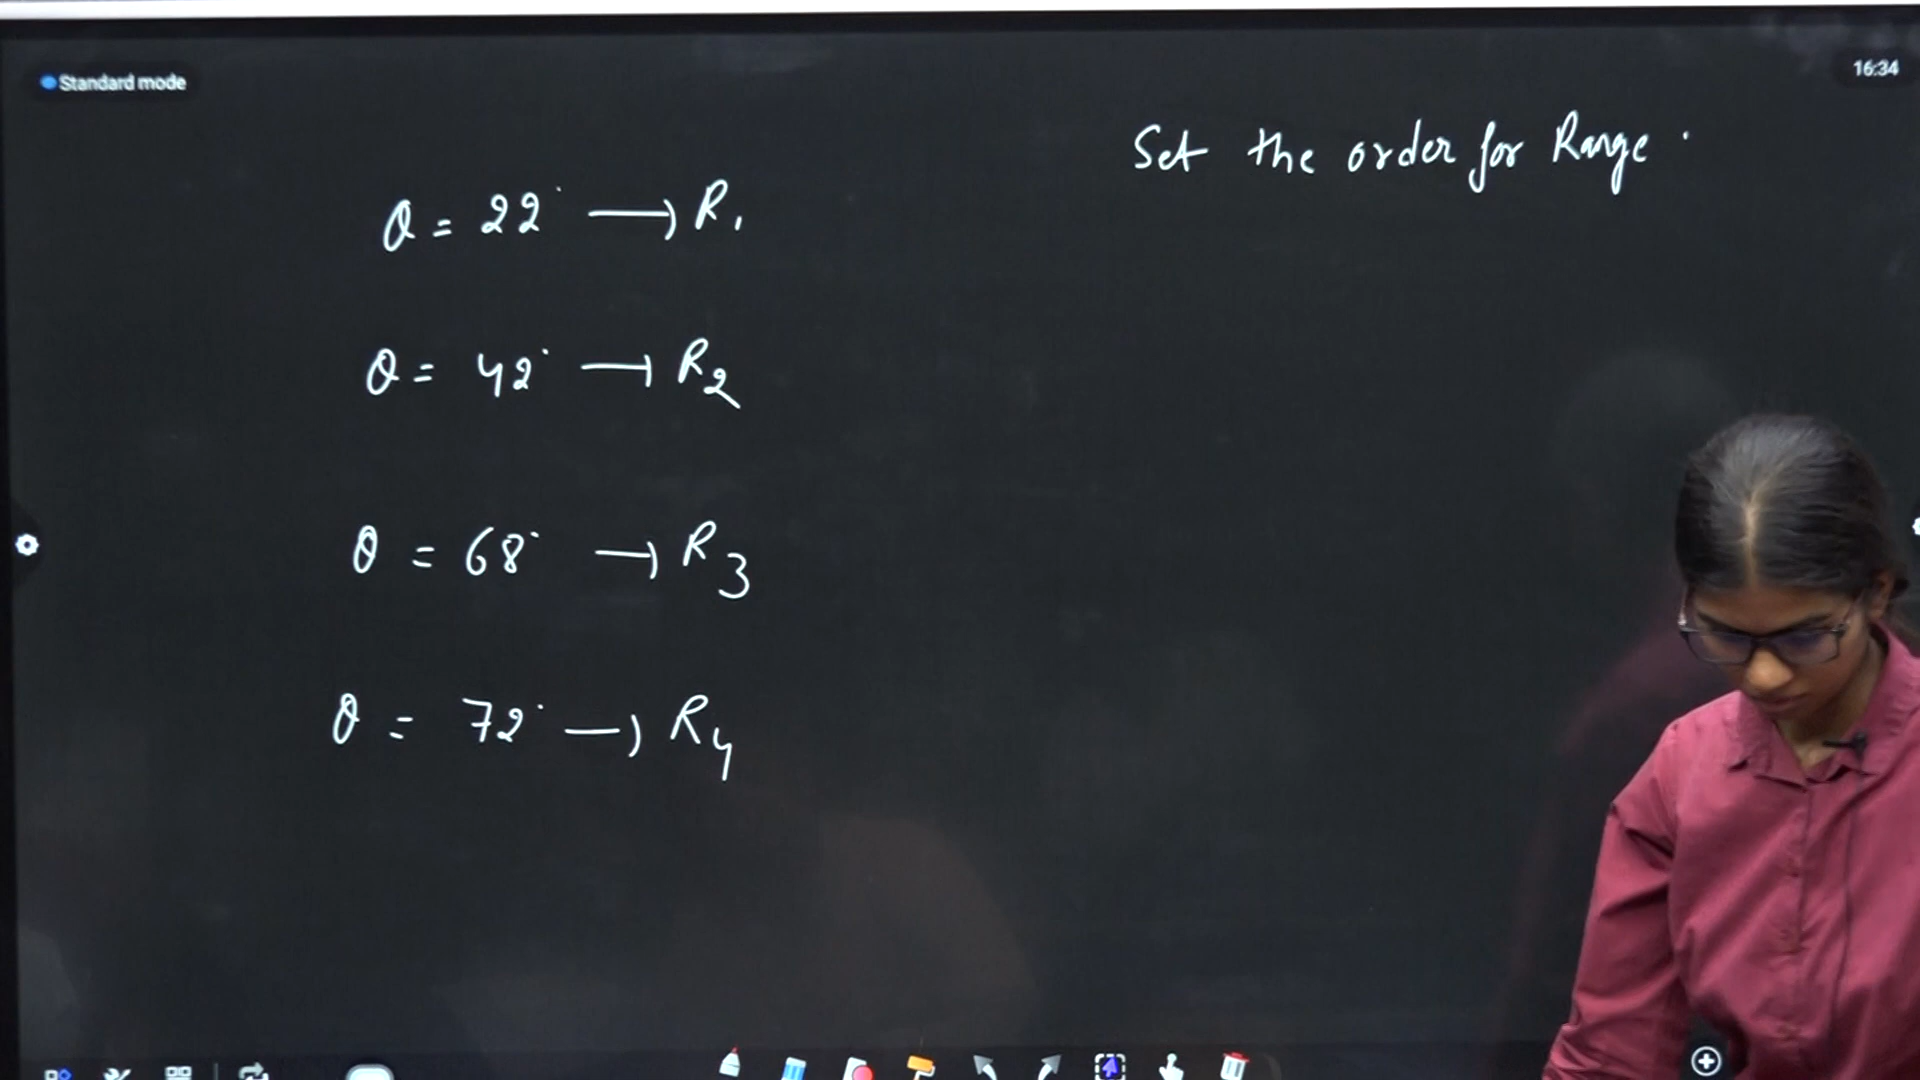 Standard mode
16:34
Set the order for Range.
θ = 22° → R₁
θ = 42° → R₂
θ = 68° → R₃
θ = 72° → R₄